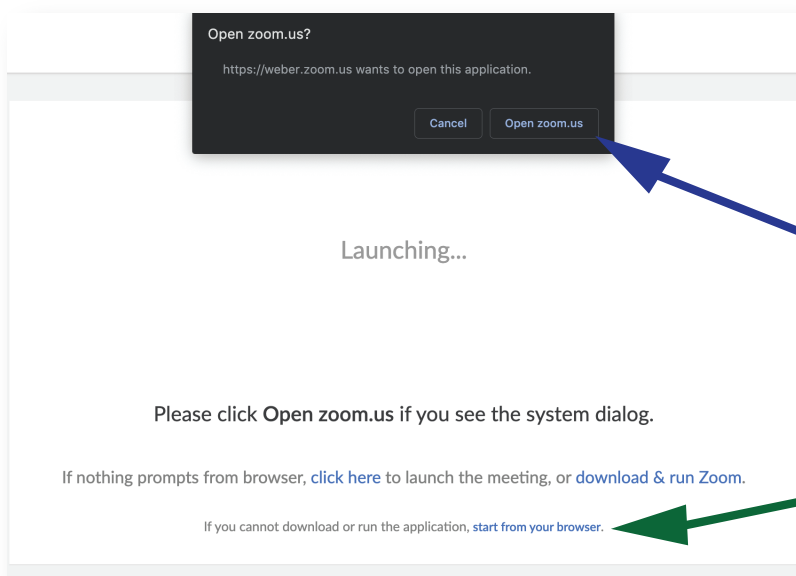 Open zoom.us?
https://weber.zoom.us wants to open this application.
Cancel Open zoom.us
Launching...
Please click Open zoom.us if you see the system dialog.
If nothing prompts from browser, click here to launch the meeting, or download & run Zoom.
If you cannot download or run the application, start from your browser.